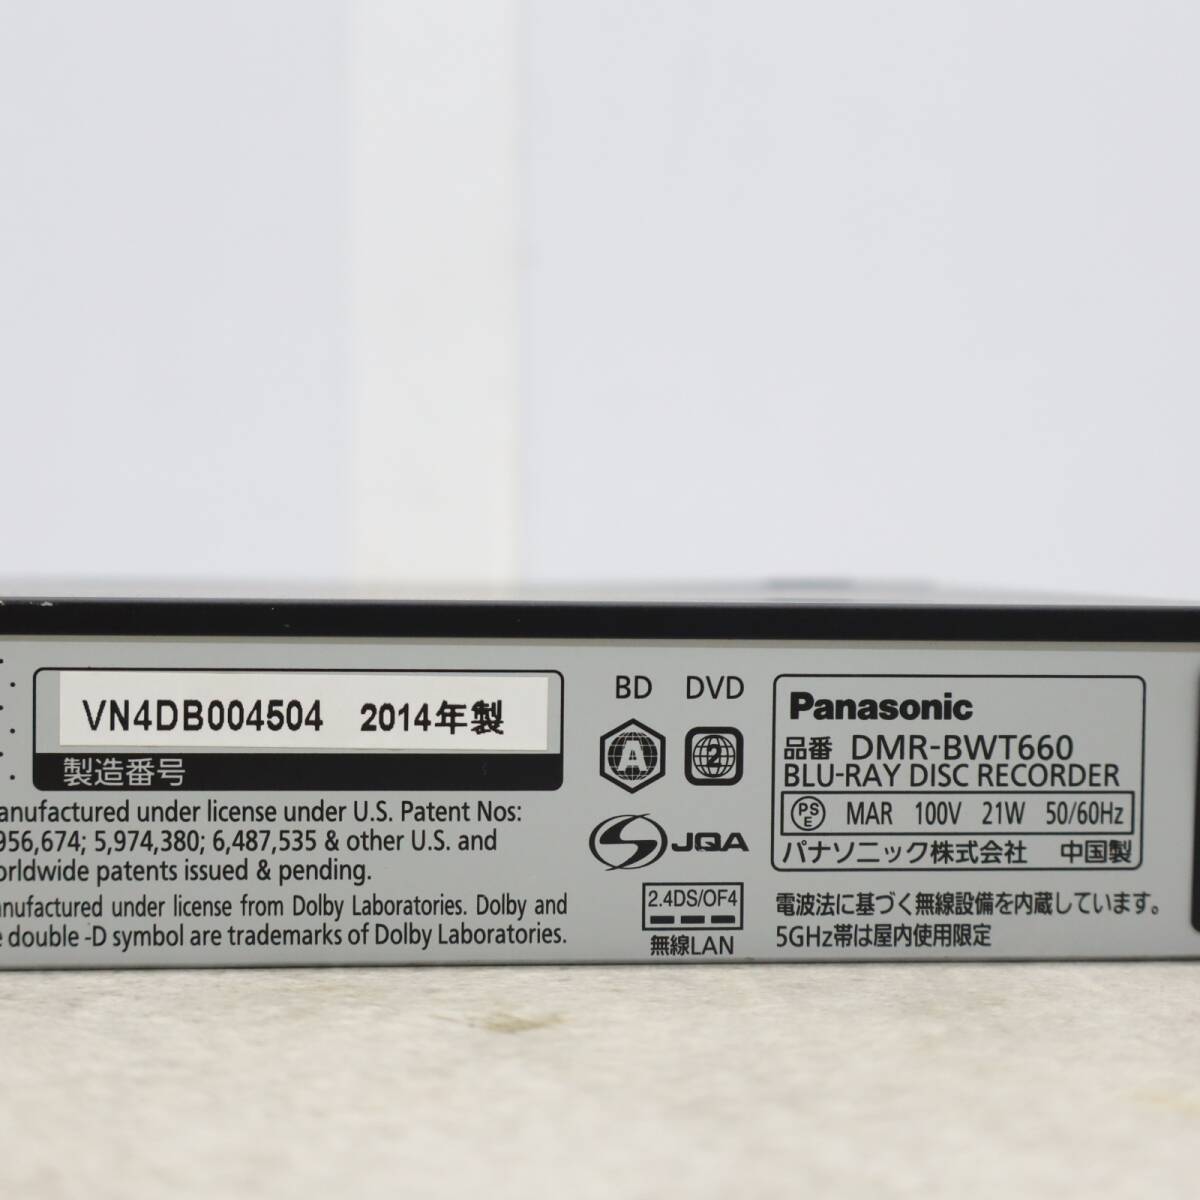 VN4DB004504 2014年製
製造番号
anufactured under license under U.S. Patent Nos:
956,674; 5,974,380; 6,487,535 & other U.S. and
orldwide patents issued & pending.
anufactured under license from Dolby Laboratories. Dolby and
e double -D symbol are trademarks of Dolby Laboratories.
BD DVD
A 2
JQA
2.4DS/OF4
無線LAN
Panasonic
品番 DMR-BWT660
BLU-RAY DISC RECORDER
PSE MAR 100V 21W 50/60Hz
パナソニック株式会社 中国製
電波法に基づく無線設備を内蔵しています。
5GHz帯は屋内使用限定